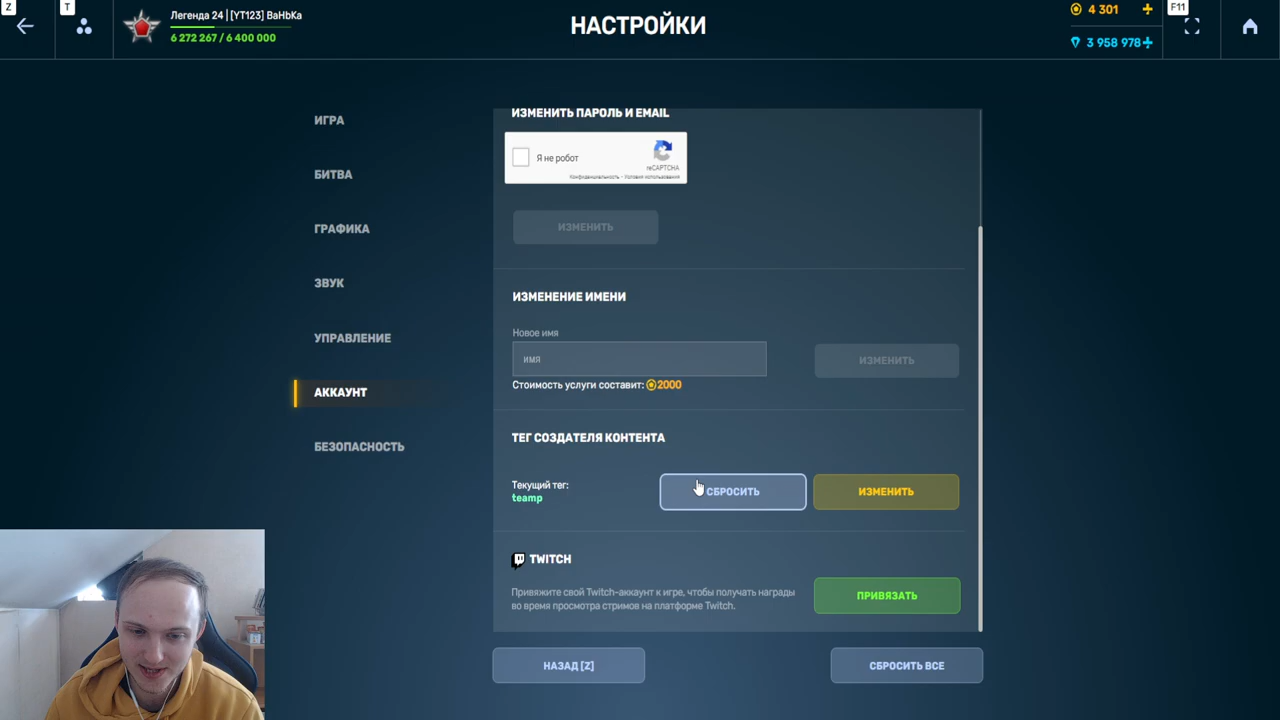 Z
T
Легенда 24 | [YT123] BaHbKa
6 272 267 / 6 400 000
НАСТРОЙКИ
4 301
3 958 978
F11
ИГРА
БИТВА
ГРАФИКА
ЗВУК
УПРАВЛЕНИЕ
АККАУНТ
БЕЗОПАСНОСТЬ
ИЗМЕНИТЬ ПАРОЛЬ И EMAIL
Я не робот
reCAPTCHA
Конфиденциальность - Условия использования
ИЗМЕНИТЬ
ИЗМЕНЕНИЕ ИМЕНИ
Новое имя
имя
ИЗМЕНИТЬ
Стоимость услуги составит: 2000
ТЕГ СОЗДАТЕЛЯ КОНТЕНТА
Текущий тег:
teamp
СБРОСИТЬ
ИЗМЕНИТЬ
TWITCH
Привяжите свой Twitch-аккаунт к игре, чтобы получать награды
во время просмотра стримов на платформе Twitch.
ПРИВЯЗАТЬ
НАЗАД [Z]
СБРОСИТЬ ВСЕ